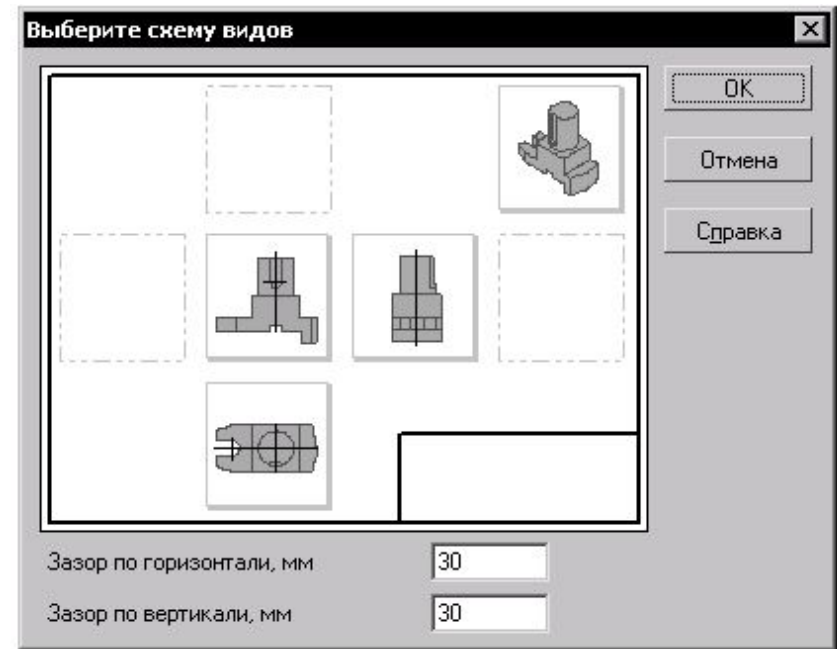 Выберите схему видов
OK
Отмена
Справка
Зазор по горизонтали, мм 30
Зазор по вертикали, мм 30